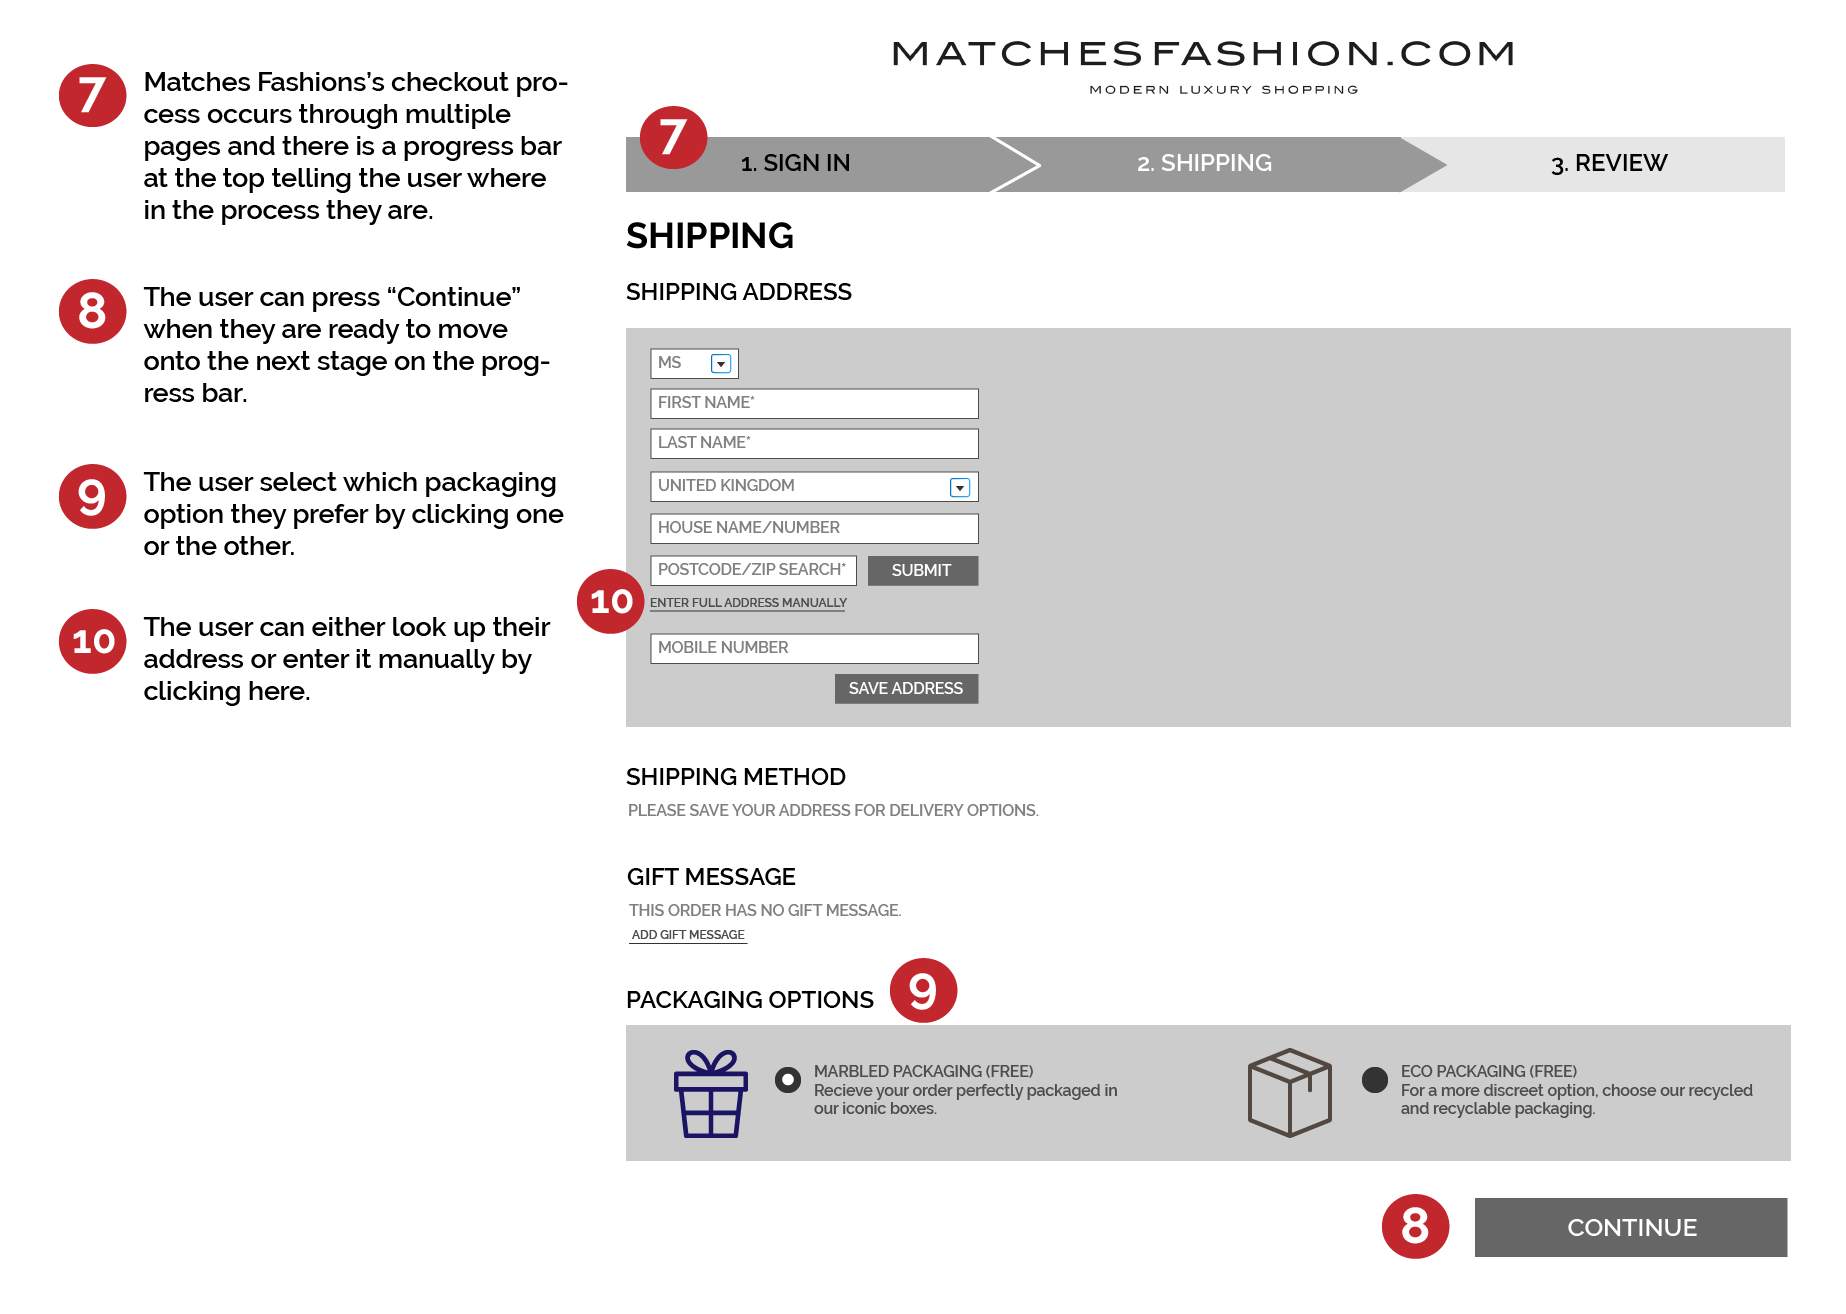 7
Matches Fashions’s checkout pro-
cess occurs through multiple
pages and there is a progress bar
at the top telling the user where
in the process they are.
8
The user can press “Continue”
when they are ready to move
onto the next stage on the prog-
ress bar.
9
The user select which packaging
option they prefer by clicking one
or the other.
10
The user can either look up their
address or enter it manually by
clicking here.
MATCHESFASHION.COM
MODERN LUXURY SHOPPING
7
1. SIGN IN
2. SHIPPING
3. REVIEW
SHIPPING
SHIPPING ADDRESS
MS
FIRST NAME*
LAST NAME*
UNITED KINGDOM
HOUSE NAME/NUMBER
POSTCODE/ZIP SEARCH*
SUBMIT
10
ENTER FULL ADDRESS MANUALLY
MOBILE NUMBER
SAVE ADDRESS
SHIPPING METHOD
PLEASE SAVE YOUR ADDRESS FOR DELIVERY OPTIONS.
GIFT MESSAGE
THIS ORDER HAS NO GIFT MESSAGE.
ADD GIFT MESSAGE
PACKAGING OPTIONS
9
MARBLED PACKAGING (FREE)
Recieve your order perfectly packaged in
our iconic boxes.
ECO PACKAGING (FREE)
For a more discreet option, choose our recycled
and recyclable packaging.
8
CONTINUE